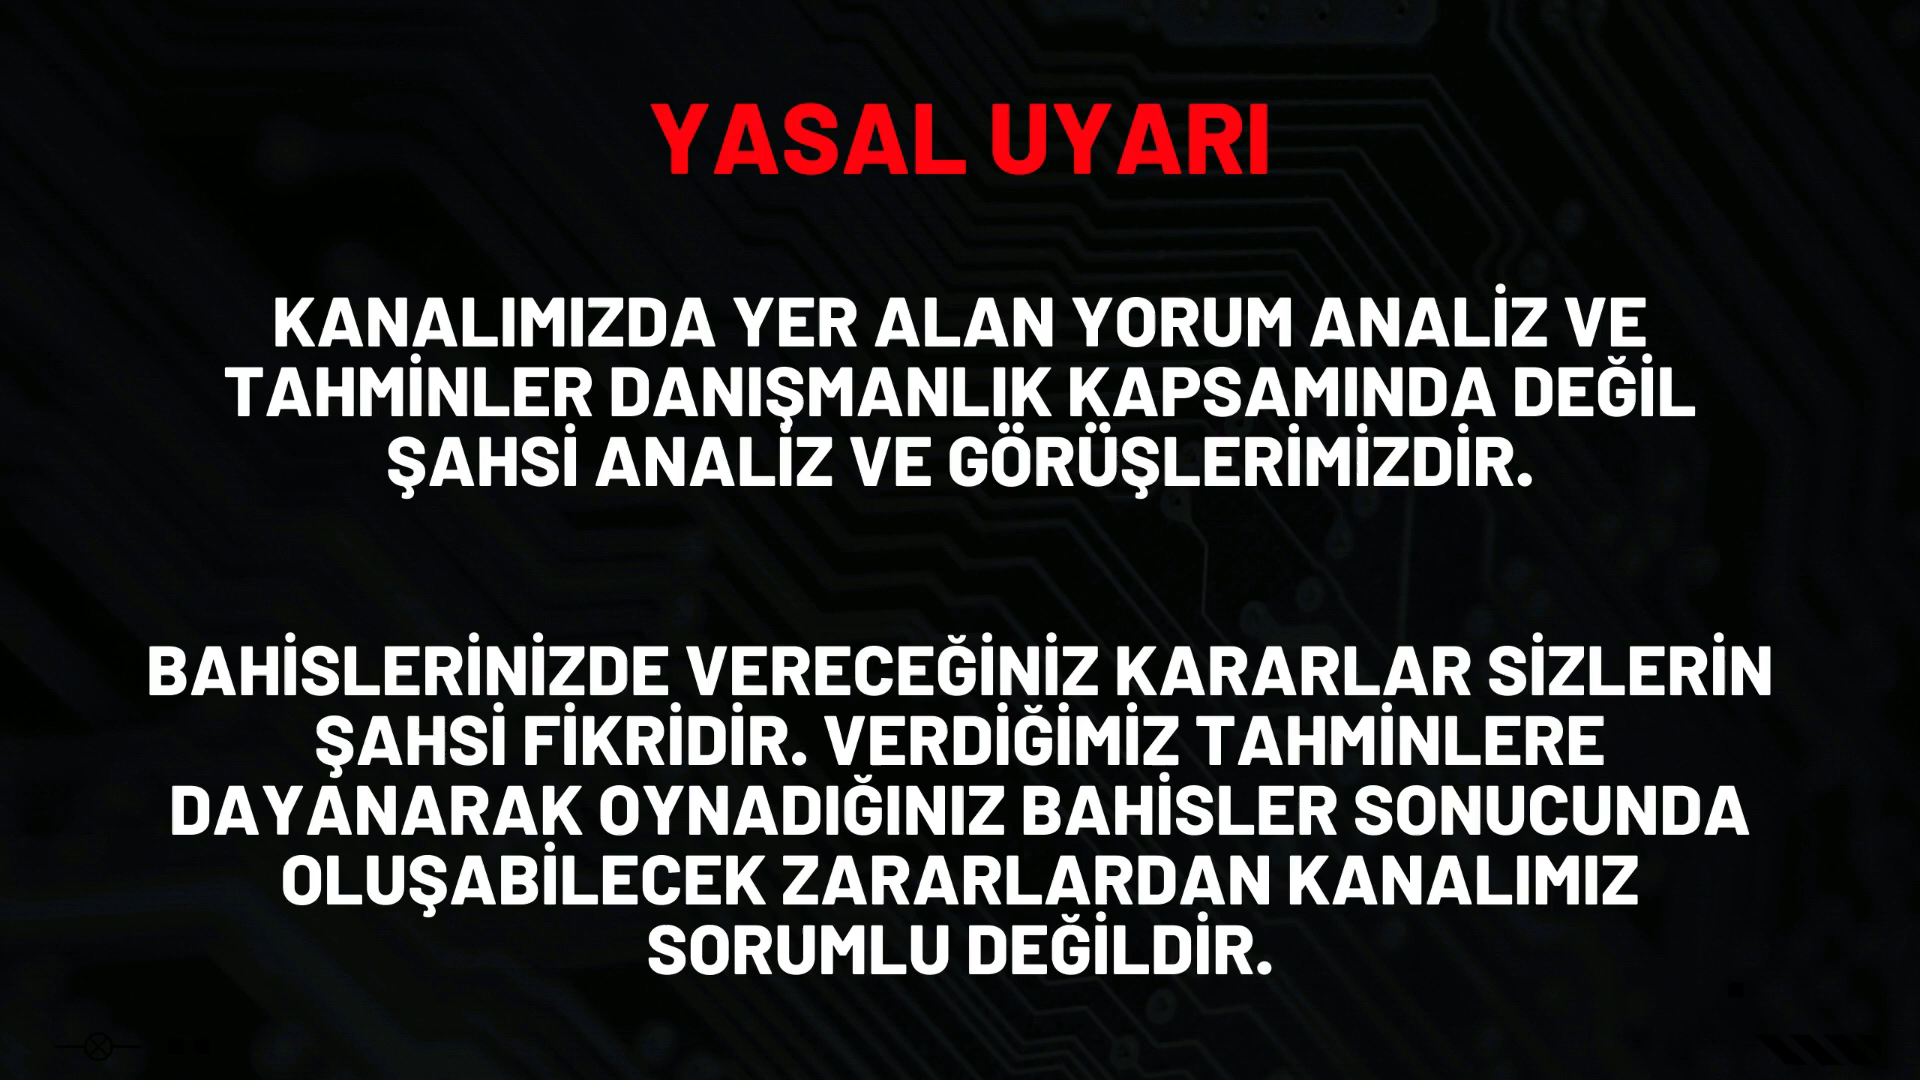 YASAL UYARI
KANALIMIZDA YER ALAN YORUM ANALİZ VE
TAHMİNLER DANIŞMANLIK KAPSAMINDA DEĞİL
ŞAHSİ ANALİZ VE GÖRÜŞLERİMİZDİR.
BAHİSLERİNİZDE VERECEĞİNİZ KARARLAR SİZLERİN
ŞAHSİ FİKRİDİR. VERDİĞİMİZ TAHMİNLERE
DAYANARAK OYNADIĞINIZ BAHİSLER SONUCUNDA
OLUŞABİLECEK ZARARLARDAN KANALIMIZ
SORUMLU DEĞİLDİR.